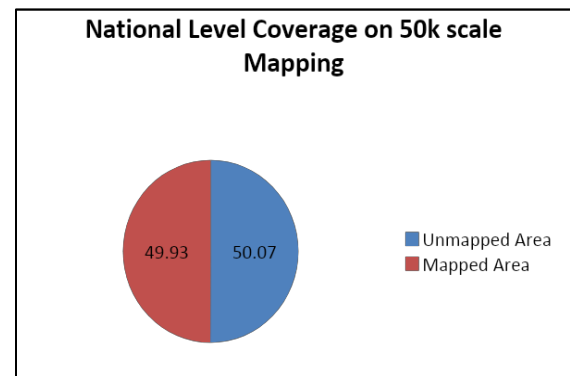 National Level Coverage on 50k scale
Mapping
49.93 50.07
Unmapped Area
Mapped Area